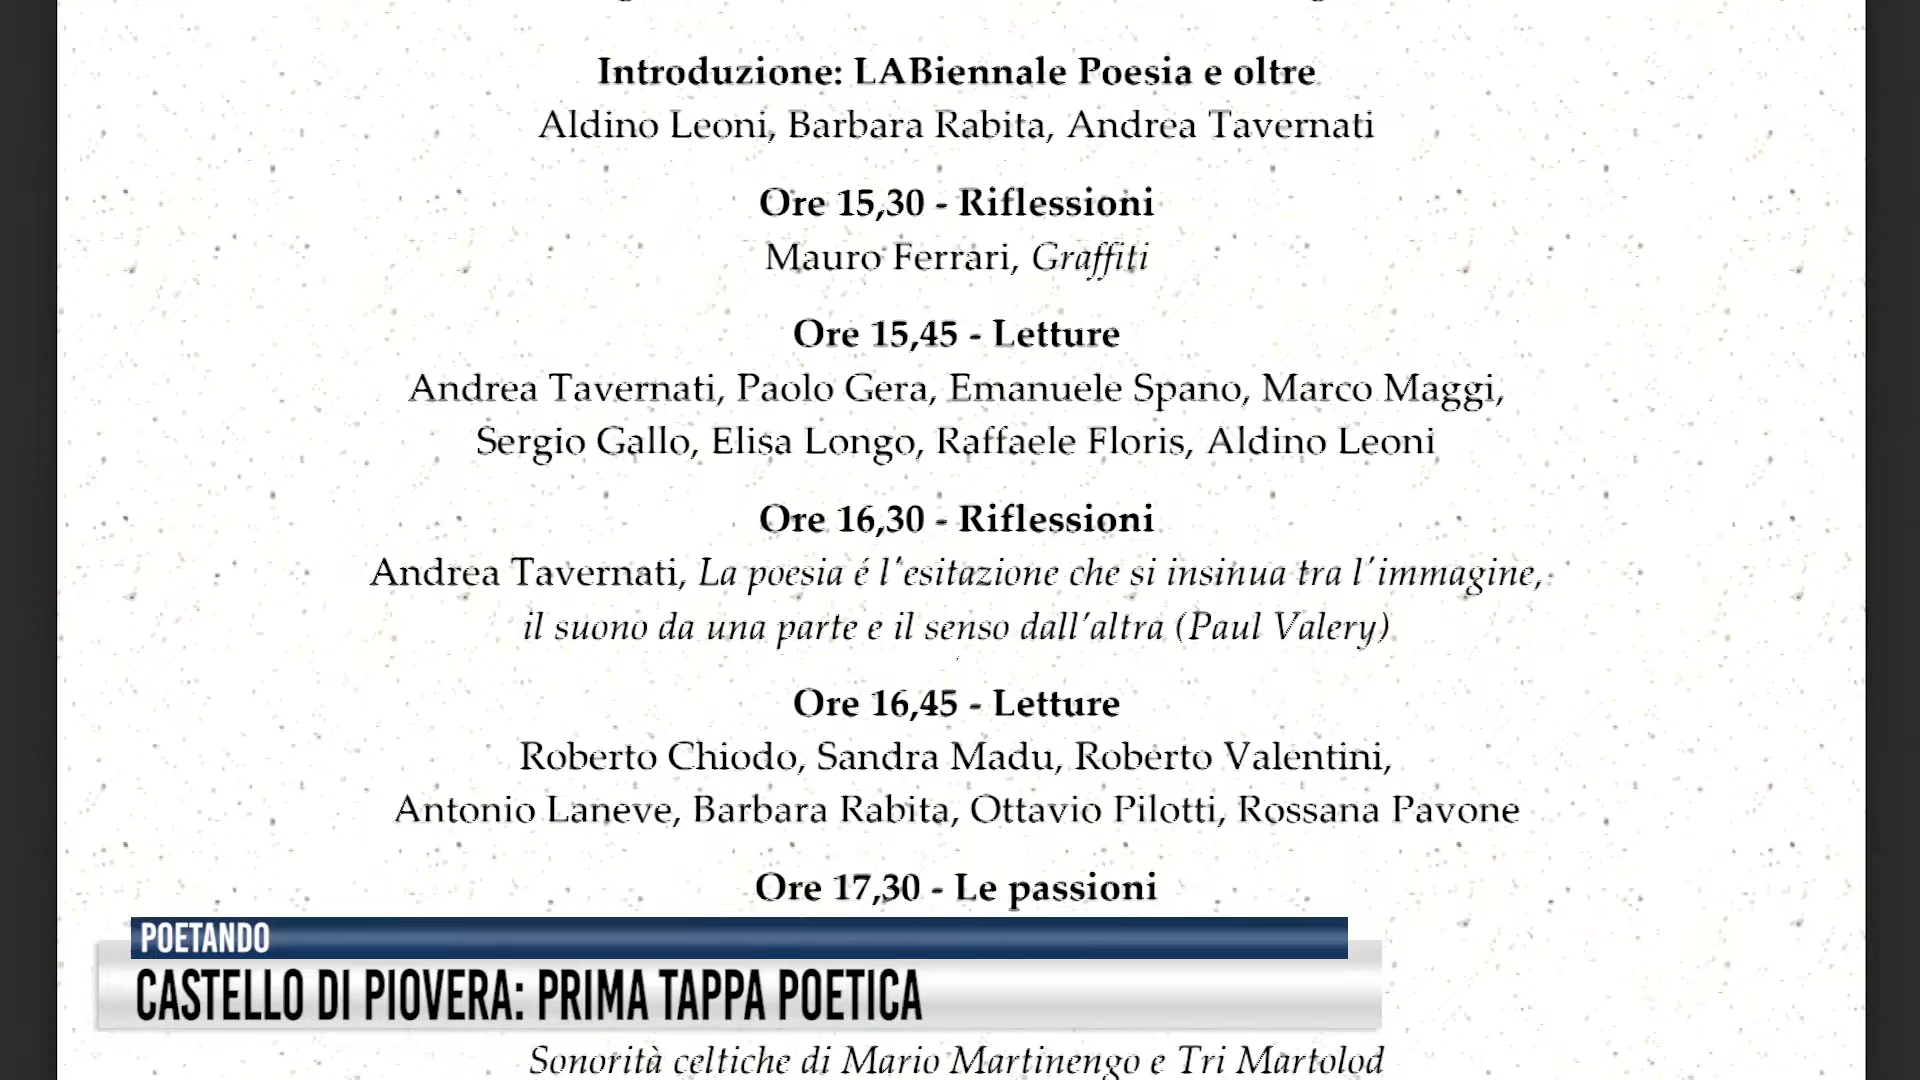 Introduzione: LABiennale Poesia e oltre
Aldino Leoni, Barbara Rabita, Andrea Tavernati
Ore 15,30 - Riflessioni
Mauro Ferrari, Graffiti
Ore 15,45 - Letture
Andrea Tavernati, Paolo Gera, Emanuele Spano, Marco Maggi,
Sergio Gallo, Elisa Longo, Raffaele Floris, Aldino Leoni
Ore 16,30 - Riflessioni
Andrea Tavernati, La poesia é l'esitazione che si insinua tra l'immagine,
il suono da una parte e il senso dall'altra (Paul Valery)
Ore 16,45 - Letture
Roberto Chiodo, Sandra Madu, Roberto Valentini,
Antonio Laneve, Barbara Rabita, Ottavio Pilotti, Rossana Pavone
Ore 17,30 - Le passioni
POETANDO
CASTELLO DI PIOVERA: PRIMA TAPPA POETICA
Sonorità celtiche di Mario Martinengo e Tri Martolod